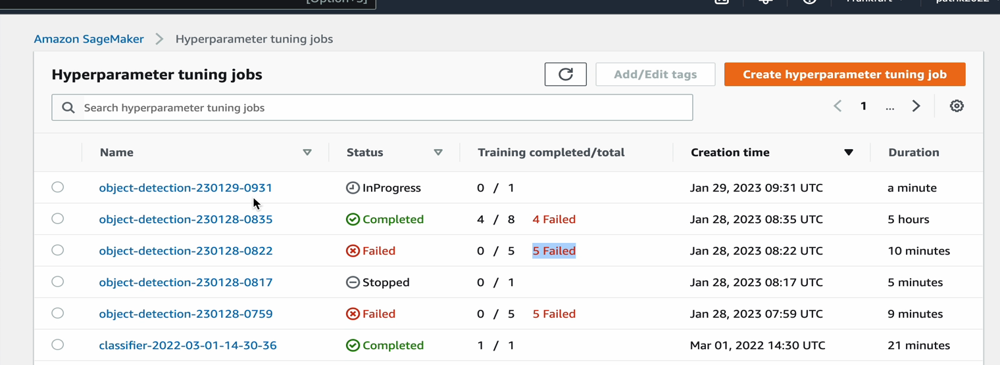 [Option+S]
Frankfurt
patrik2022
Amazon SageMaker > Hyperparameter tuning jobs
Hyperparameter tuning jobs
Add/Edit tags
Create hyperparameter tuning job
Search hyperparameter tuning jobs
1 ...
Name Status Training completed/total Creation time Duration
object-detection-230129-0931 InProgress 0 / 1 Jan 29, 2023 09:31 UTC a minute
object-detection-230128-0835 Completed 4 / 8 4 Failed Jan 28, 2023 08:35 UTC 5 hours
object-detection-230128-0822 Failed 0 / 5 5 Failed Jan 28, 2023 08:22 UTC 10 minutes
object-detection-230128-0817 Stopped 0 / 1 Jan 28, 2023 08:17 UTC 5 minutes
object-detection-230128-0759 Failed 0 / 5 5 Failed Jan 28, 2023 07:59 UTC 9 minutes
classifier-2022-03-01-14-30-36 Completed 1 / 1 Mar 01, 2022 14:30 UTC 21 minutes